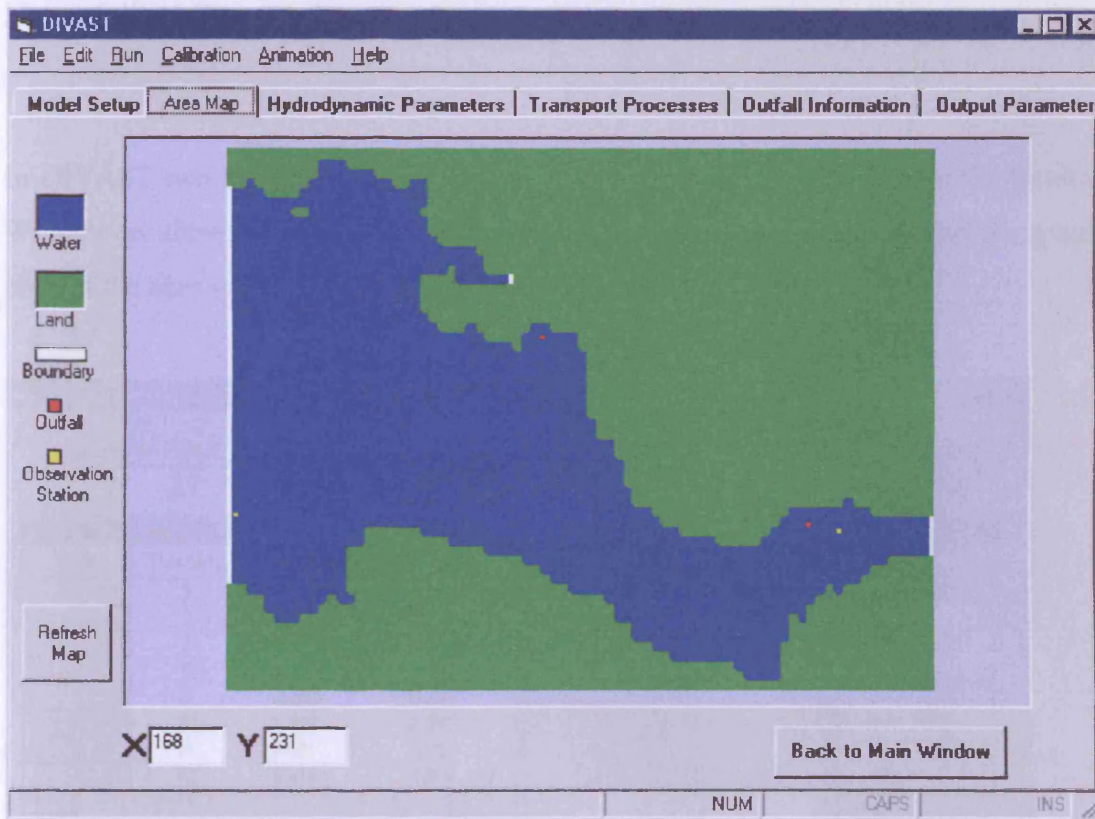 DIVAST
File Edit Run Calibration Animation Help
Model Setup Area Map Hydrodynamic Parameters Transport Processes Outfall Information Output Parameter
Water
Land
Boundary
Outfall
Observation
Station
Refresh
Map
X 168 Y 231
Back to Main Window
NUM CAPS INS